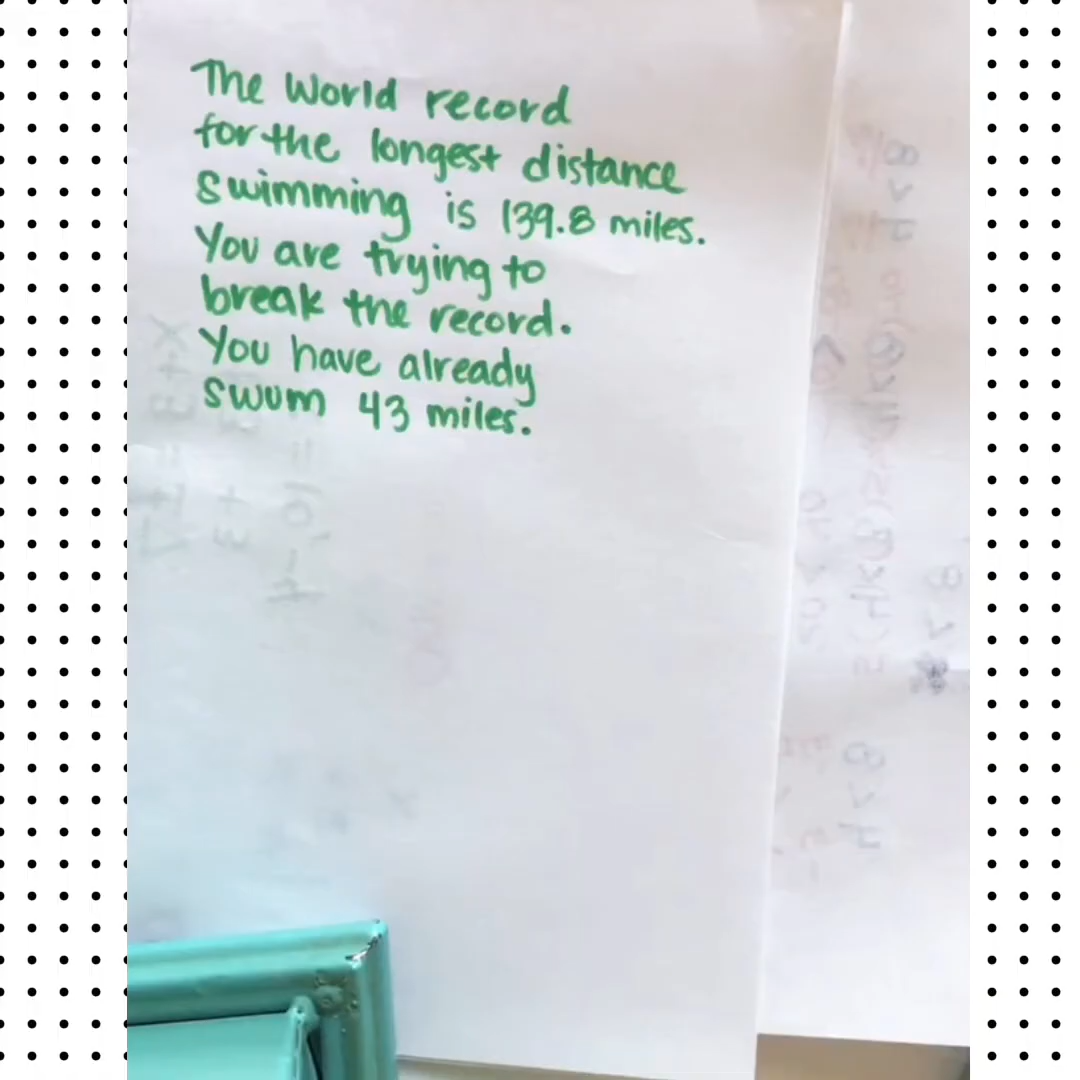 The World record
for the longest distance
swimming is 139.8 miles.
You are trying to
break the record.
You have already
swum 43 miles.